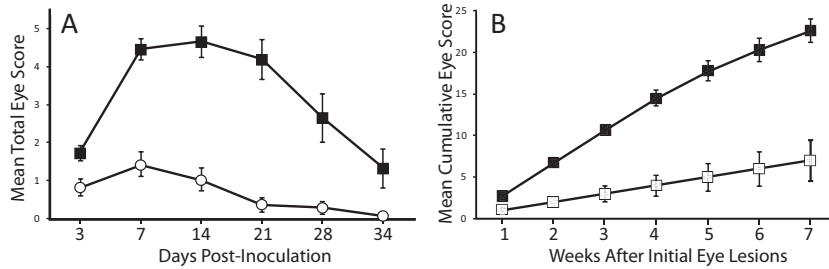 A
Mean Total Eye Score
5
4
3
2
1
0
3 7 14 21 28 34
Days Post-Inoculation
B
Mean Cumulative Eye Score
25
20
15
10
5
0
1 2 3 4 5 6 7
Weeks After Initial Eye Lesions